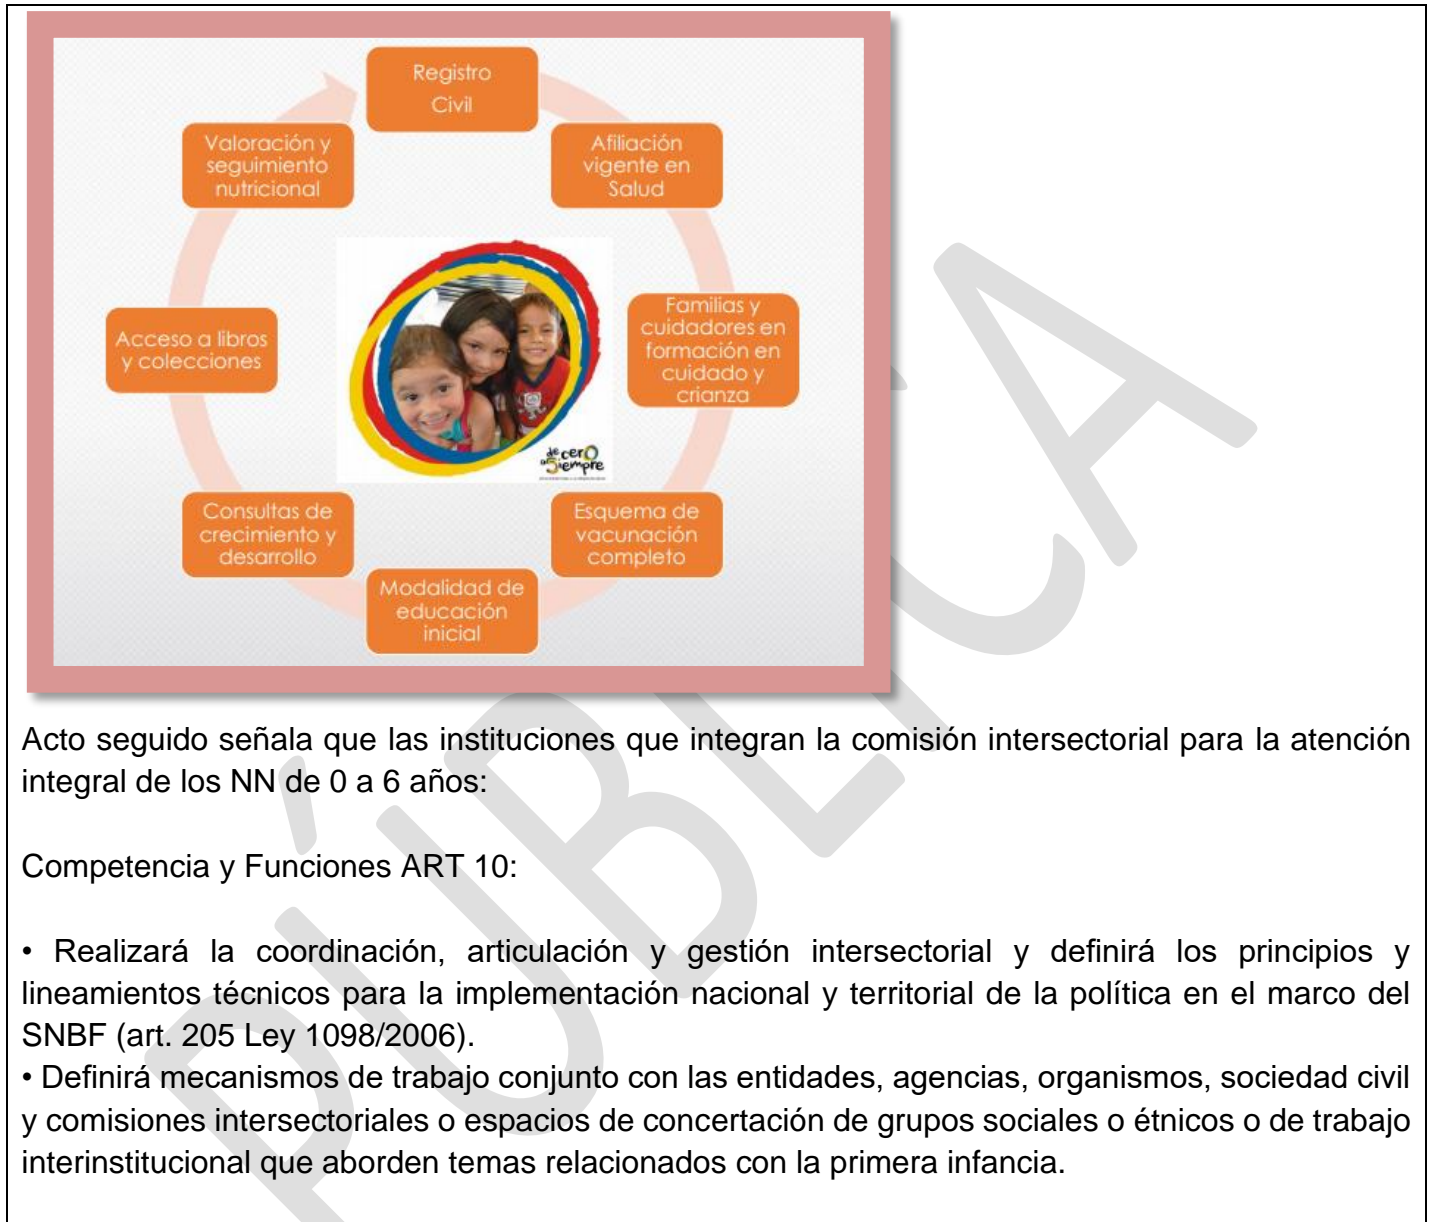 Registro
Civil
Afiliación
vigente en
Salud
Familias y
cuidadores en
formación en
cuidado y
crianza
Esquema de
vacunación
completo
Modalidad de
educación
inicial
Consultas de
crecimiento y
desarrollo
Acceso a libros
y colecciones
Valoración y
seguimiento
nutricional
de cero
a Siempre
Acto seguido señala que las instituciones que integran la comisión intersectorial para la atención
integral de los NN de 0 a 6 años:
Competencia y Funciones ART 10:
• Realizará la coordinación, articulación y gestión intersectorial y definirá los principios y
lineamientos técnicos para la implementación nacional y territorial de la política en el marco del
SNBF (art. 205 Ley 1098/2006).
• Definirá mecanismos de trabajo conjunto con las entidades, agencias, organismos, sociedad civil
y comisiones intersectoriales o espacios de concertación de grupos sociales o étnicos o de trabajo
interinstitucional que aborden temas relacionados con la primera infancia.
PÚBLICA